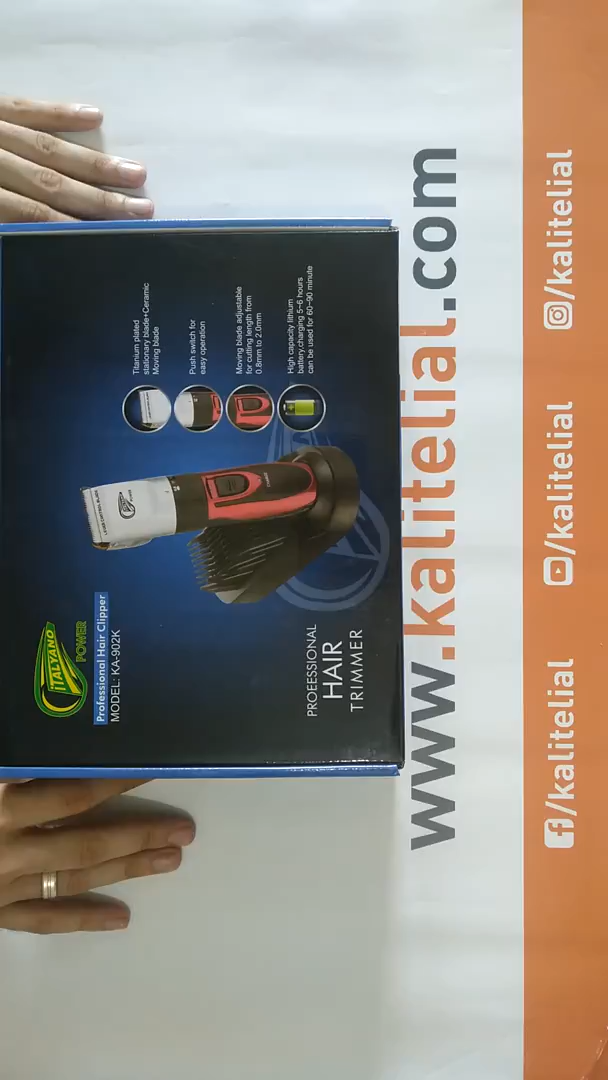 ITALYANO
POWER
Professional Hair Clipper
MODEL: KA-902K
Titanium plated
stationary blade+Ceramic
Moving blade
Push switch for
easy operation
Moving blade adjustable
for cutting length from
0.8mm to 2.0mm
High capacity lithium
battery,charging 5~6 hours
can be used for 60~90 minute
PROEESSIONAL
HAIR
TRIMMER
www.kalitelial.com
/kalitelial
/kalitelial
/kalitelial